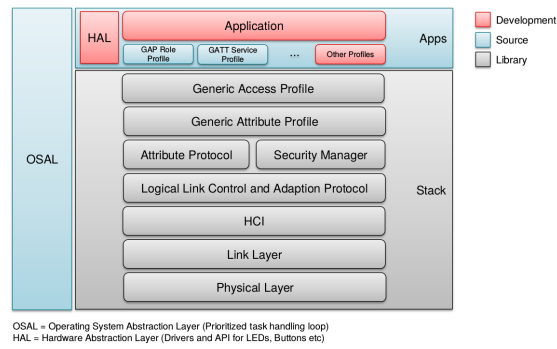 HAL
Application
GAP Role
Profile
GATT Service
Profile
...
Other Profiles
Apps
Development
Source
Library
OSAL
Generic Access Profile
Generic Attribute Profile
Attribute Protocol
Security Manager
Logical Link Control and Adaption Protocol
HCI
Link Layer
Physical Layer
Stack
OSAL = Operating System Abstraction Layer (Prioritized task handling loop)
HAL = Hardware Abstraction Layer (Drivers and API for LEDs, Buttons etc)